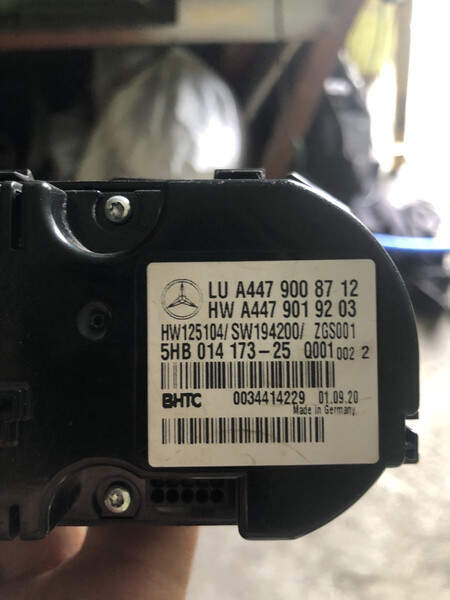 LU A447 900 87 12
HW A447 901 92 03
HW125104/SW194200/ ZGS001
5HB 014 173-25 Q001 002 2
BHTC 0034414229 01.09.20
Made in Germany.